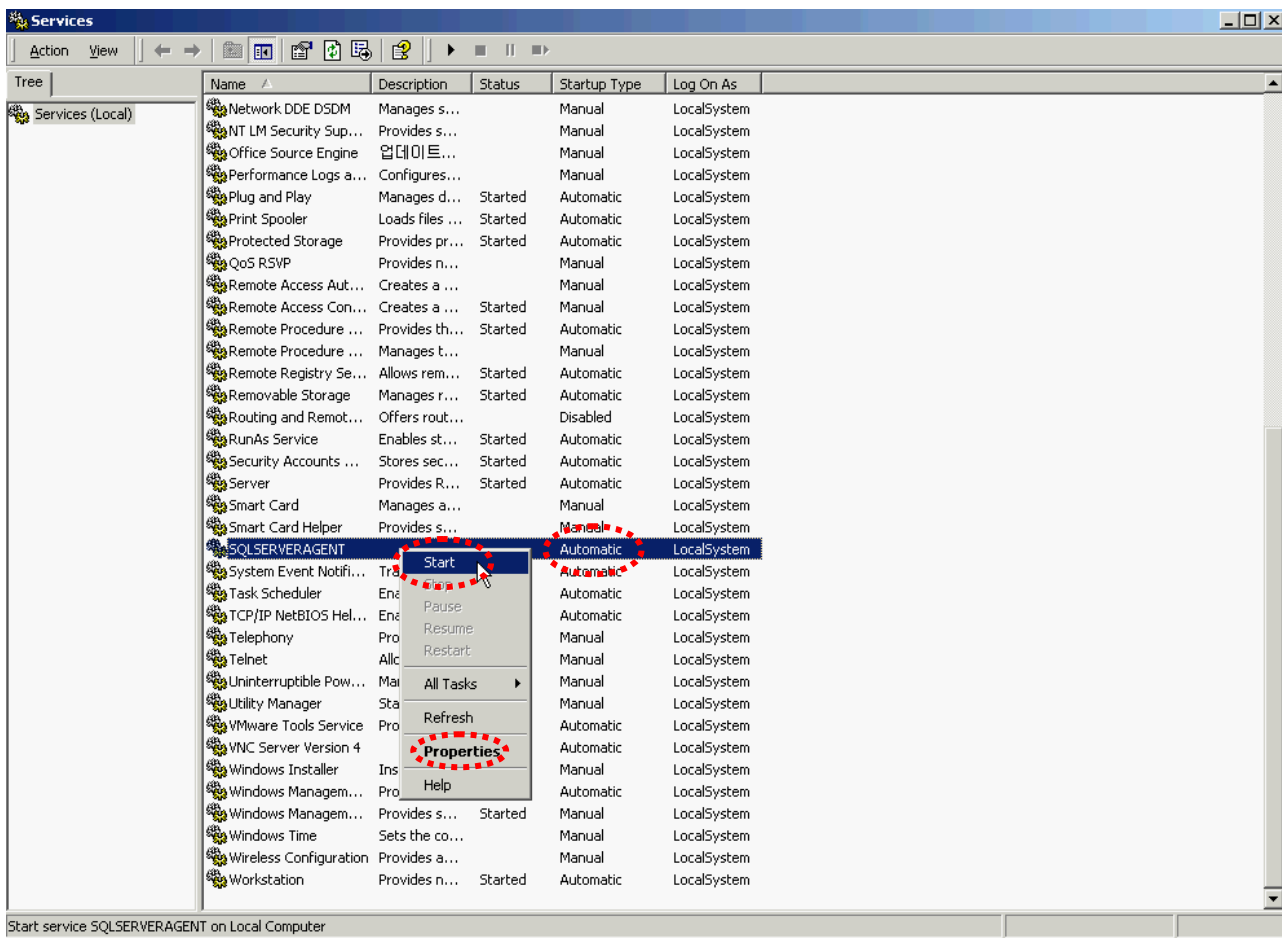 Services
Action View
Tree
Name Description Status Startup Type Log On As
Services (Local)
Network DDE DSDM Manages s... Manual LocalSystem
NT LM Security Sup... Provides s... Manual LocalSystem
Office Source Engine 업데이트... Manual LocalSystem
Performance Logs a... Configures... Manual LocalSystem
Plug and Play Manages d... Started Automatic LocalSystem
Print Spooler Loads files ... Started Automatic LocalSystem
Protected Storage Provides pr... Started Automatic LocalSystem
QoS RSVP Provides n... Manual LocalSystem
Remote Access Aut... Creates a ... Manual LocalSystem
Remote Access Con... Creates a ... Started Manual LocalSystem
Remote Procedure ... Provides th... Started Automatic LocalSystem
Remote Procedure ... Manages t... Manual LocalSystem
Remote Registry Se... Allows rem... Started Automatic LocalSystem
Removable Storage Manages r... Started Automatic LocalSystem
Routing and Remot... Offers rout... Disabled LocalSystem
RunAs Service Enables st... Started Automatic LocalSystem
Security Accounts ... Stores sec... Started Automatic LocalSystem
Server Provides R... Started Automatic LocalSystem
Smart Card Manages a... Manual LocalSystem
Smart Card Helper Provides s... Manual LocalSystem
SQLSERVERAGENT Automatic LocalSystem
System Event Notifi... Tra Automatic LocalSystem
Task Scheduler Ena Automatic LocalSystem
TCP/IP NetBIOS Hel... Ena Automatic LocalSystem
Telephony Pro Manual LocalSystem
Telnet Allo Manual LocalSystem
Uninterruptible Pow... Ma Manual LocalSystem
Utility Manager Sta Manual LocalSystem
VMware Tools Service Pro Automatic LocalSystem
VNC Server Version 4 Automatic LocalSystem
Windows Installer Ins Manual LocalSystem
Windows Managem... Pro Automatic LocalSystem
Windows Managem... Provides s... Started Manual LocalSystem
Windows Time Sets the co... Manual LocalSystem
Wireless Configuration Provides a... Manual LocalSystem
Workstation Provides n... Started Automatic LocalSystem
Start
Stop
Pause
Resume
Restart
All Tasks
Refresh
Properties
Help
Start service SQLSERVERAGENT on Local Computer